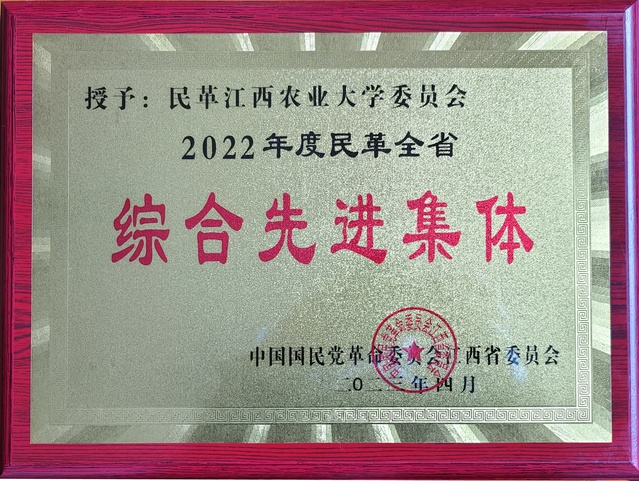 授予：民革江西农业大学委员会
2022年度民革全省
综合先进集体
中国国民党革命委员会江西省委员会
二〇二三年四月